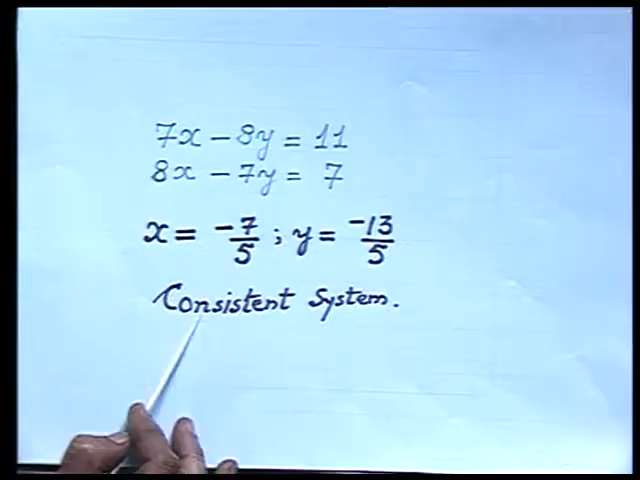 7x - 8y = 11
8x - 7y = 7
x = -7/5 ; y = -13/5
Consistent System.